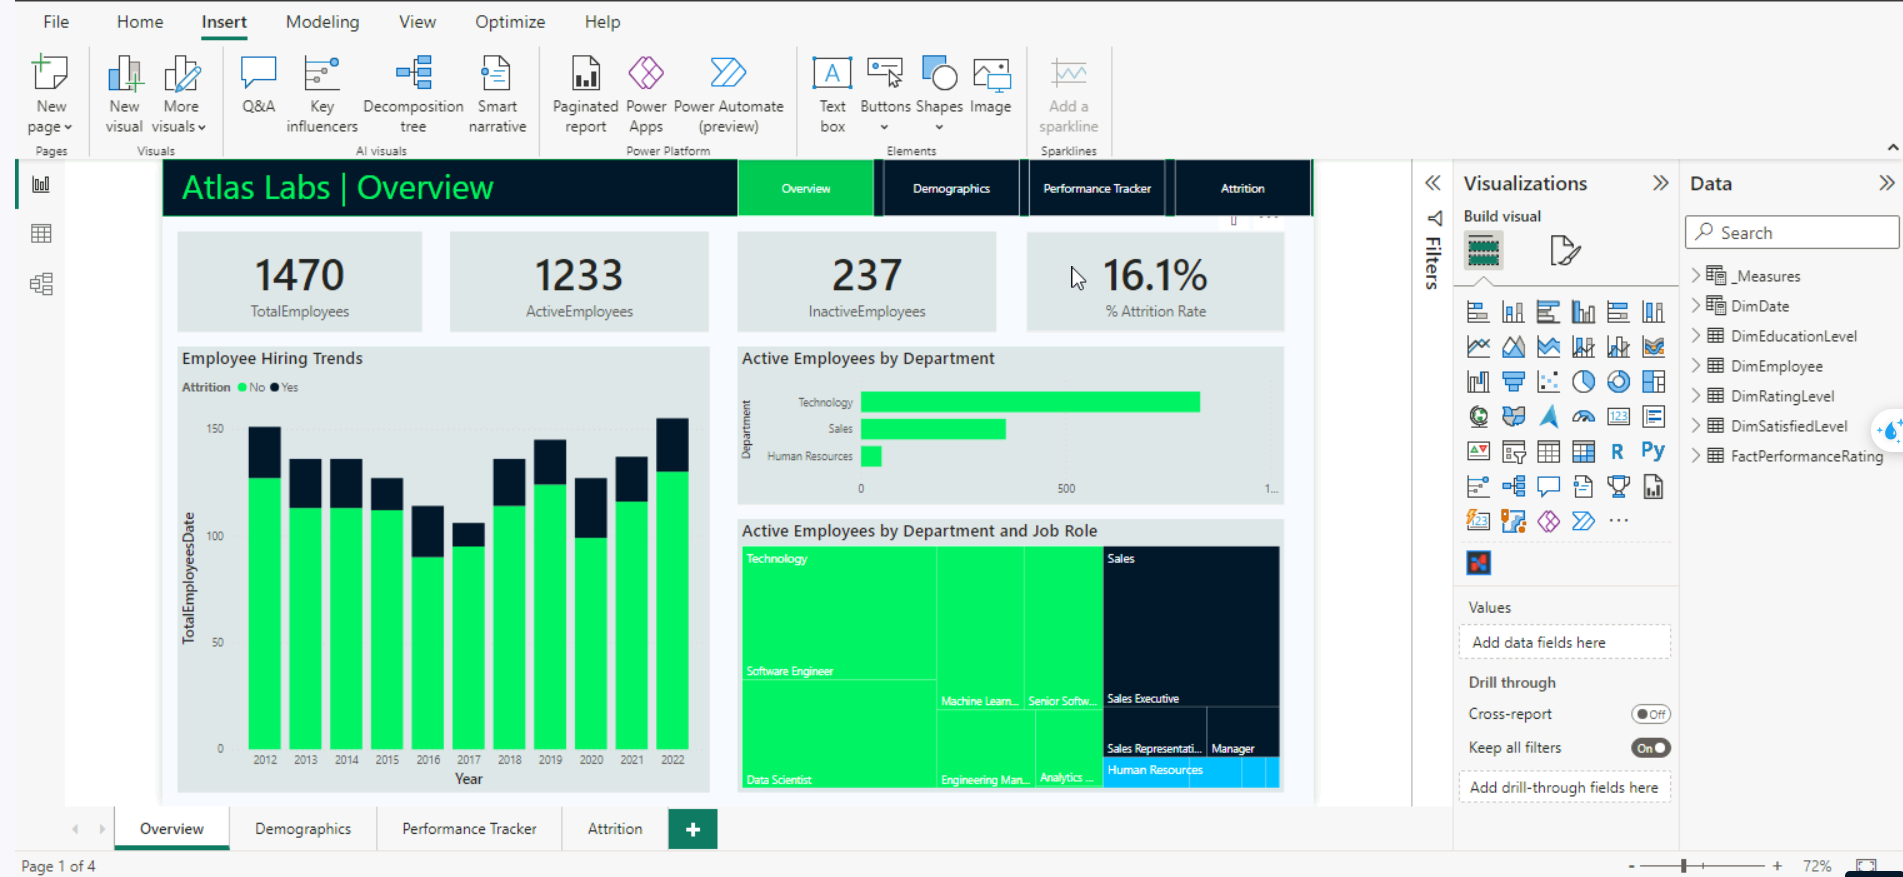 File Home Insert Modeling View Optimize Help
New page
New visual
More visuals
Q&A
Key influencers
Decomposition tree
Smart narrative
Paginated report
Power Apps
Power Automate (preview)
Text box
Buttons
Shapes
Image
Add a sparkline
Pages Visuals AI visuals Power Platform Elements Sparklines
Atlas Labs | Overview
Overview Demographics Performance Tracker Attrition
1470
TotalEmployees
1233
ActiveEmployees
237
InactiveEmployees
16.1%
% Attrition Rate
Employee Hiring Trends
Attrition No Yes
TotalEmployeesDate
150
100
50
0
2012 2013 2014 2015 2016 2017 2018 2019 2020 2021 2022
Year
Active Employees by Department
Department
Technology
Sales
Human Resources
0 500 1...
Active Employees by Department and Job Role
Technology
Software Engineer
Data Scientist
Machine Learn...
Senior Softw...
Engineering Man...
Analytics ...
Sales
Sales Executive
Sales Representati...
Manager
Human Resources
Filters
Visualizations
Build visual
123
R
Py
123
Values
Add data fields here
Drill through
Cross-report Off
Keep all filters On
Add drill-through fields here
Data
Search
_Measures
DimDate
DimEducationLevel
DimEmployee
DimRatingLevel
DimSatisfiedLevel
FactPerformanceRating
Overview Demographics Performance Tracker Attrition +
Page 1 of 4
- + 72%